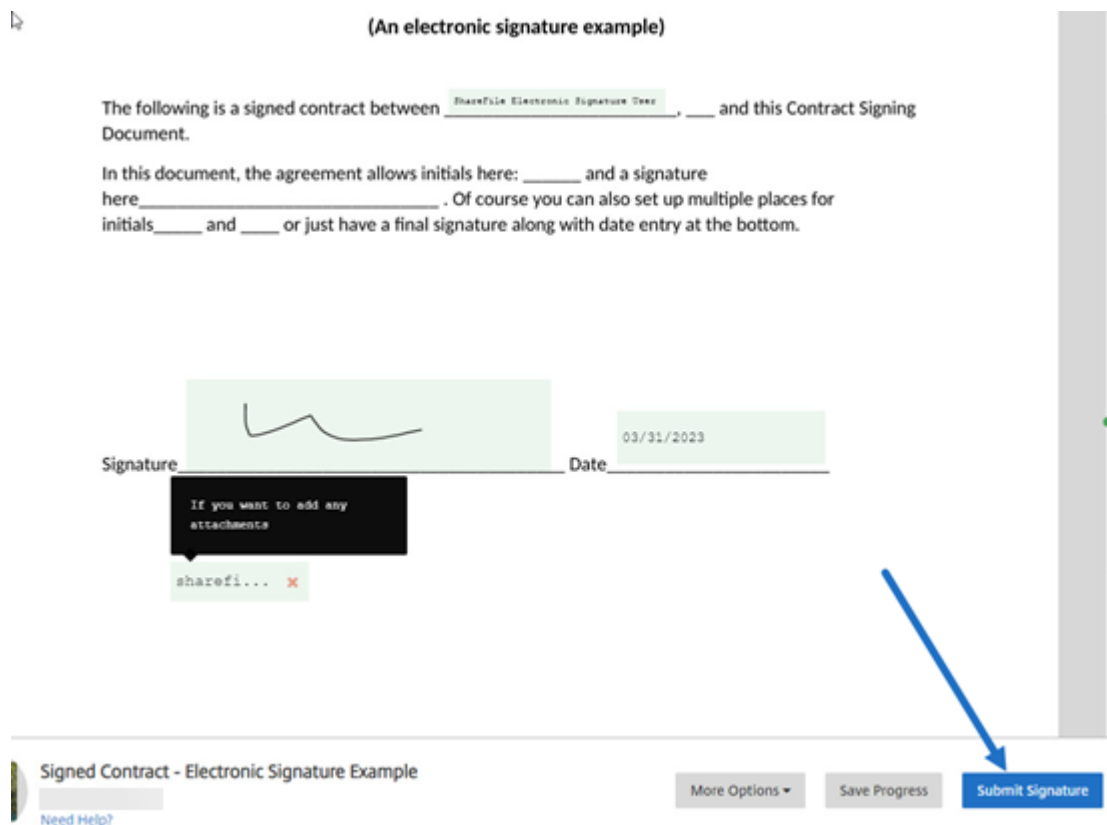 (An electronic signature example)
The following is a signed contract between ShareFile Electronic Signature User, ___ and this Contract Signing
Document.
In this document, the agreement allows initials here: ______ and a signature
here________________________________ . Of course you can also set up multiple places for
initials_____ and ____ or just have a final signature along with date entry at the bottom.
03/31/2023
Signature________________________________________ Date_______________________
If you want to add any
attachments
sharefi... ×
Signed Contract - Electronic Signature Example
More Options ▾ Save Progress Submit Signature
Need Help?